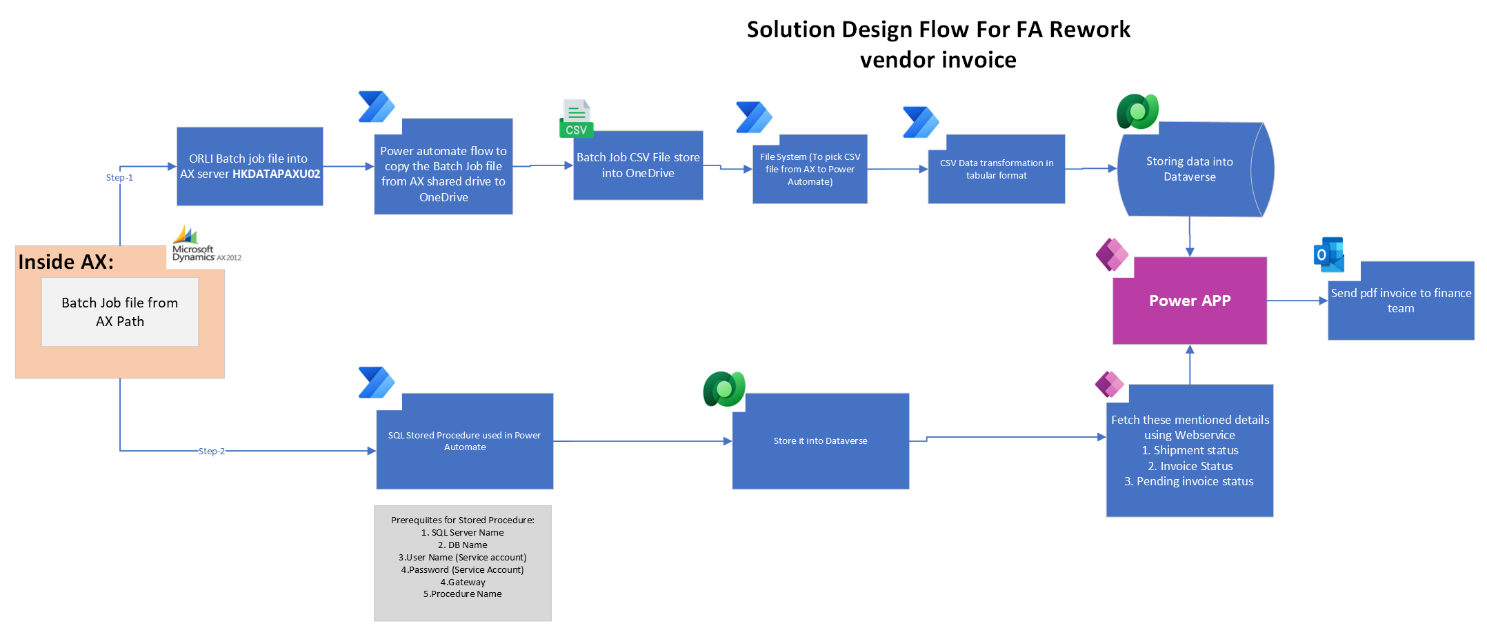 Solution Design Flow For FA Rework
vendor invoice
Step-1
ORLI Batch job file into
AX server HKDATAPAXU02
Power automate flow to
copy the Batch Job file
from AX shared drive to
OneDrive
CSV
Batch Job CSV File store
into OneDrive
File System (To pick CSV
file from AX to Power
Automate)
CSV Data transformation in
tabular format
Storing data into
Dataverse
Microsoft
Dynamics AX2012
Inside AX:
Batch Job file from
AX Path
Power APP
O
Send pdf invoice to finance
team
Step-2
SQL Stored Procedure used in Power
Automate
Store it into Dataverse
Fetch these mentioned details
using Webservice
1. Shipment status
2. Invoice Status
3. Pending invoice status
Prerequiites for Stored Procedure:
1. SQL Server Name
2. DB Name
3.User Name (Service account)
4.Password (Service Account)
4.Gateway
5.Procedure Name